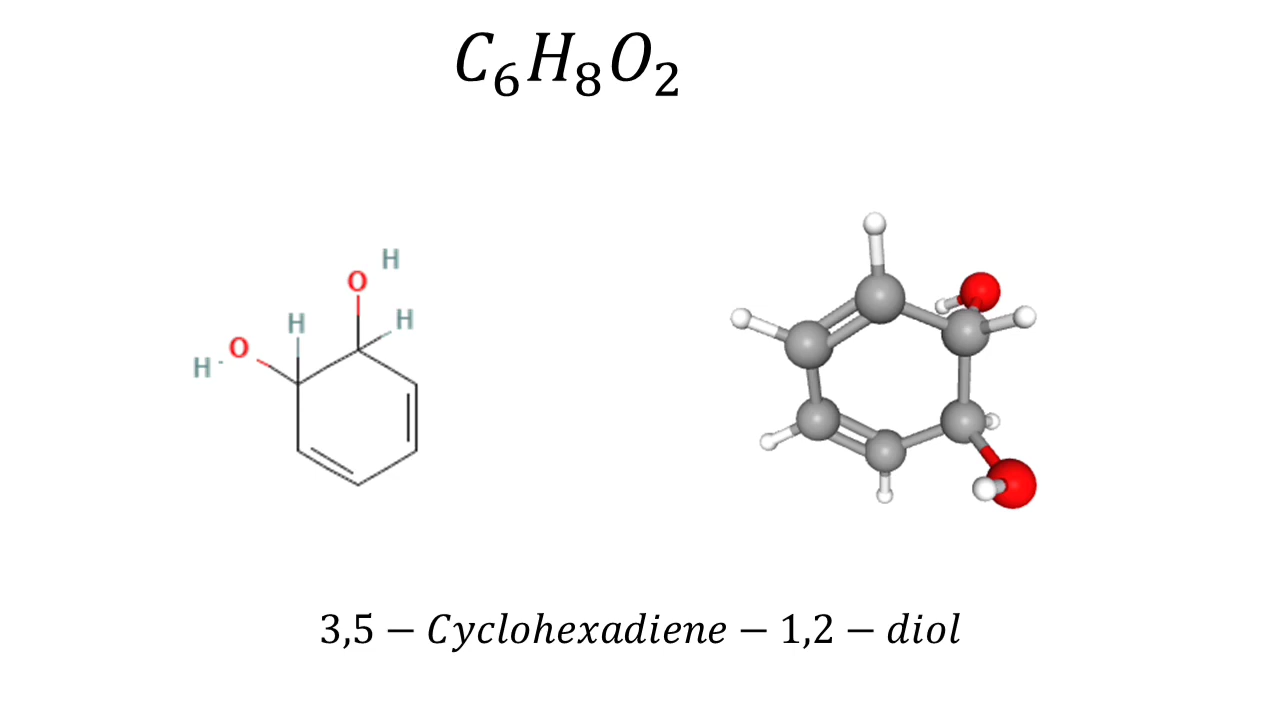 C₆H₈O₂
H
O
H
H
O
H
3,5 − Cyclohexadiene − 1,2 − diol